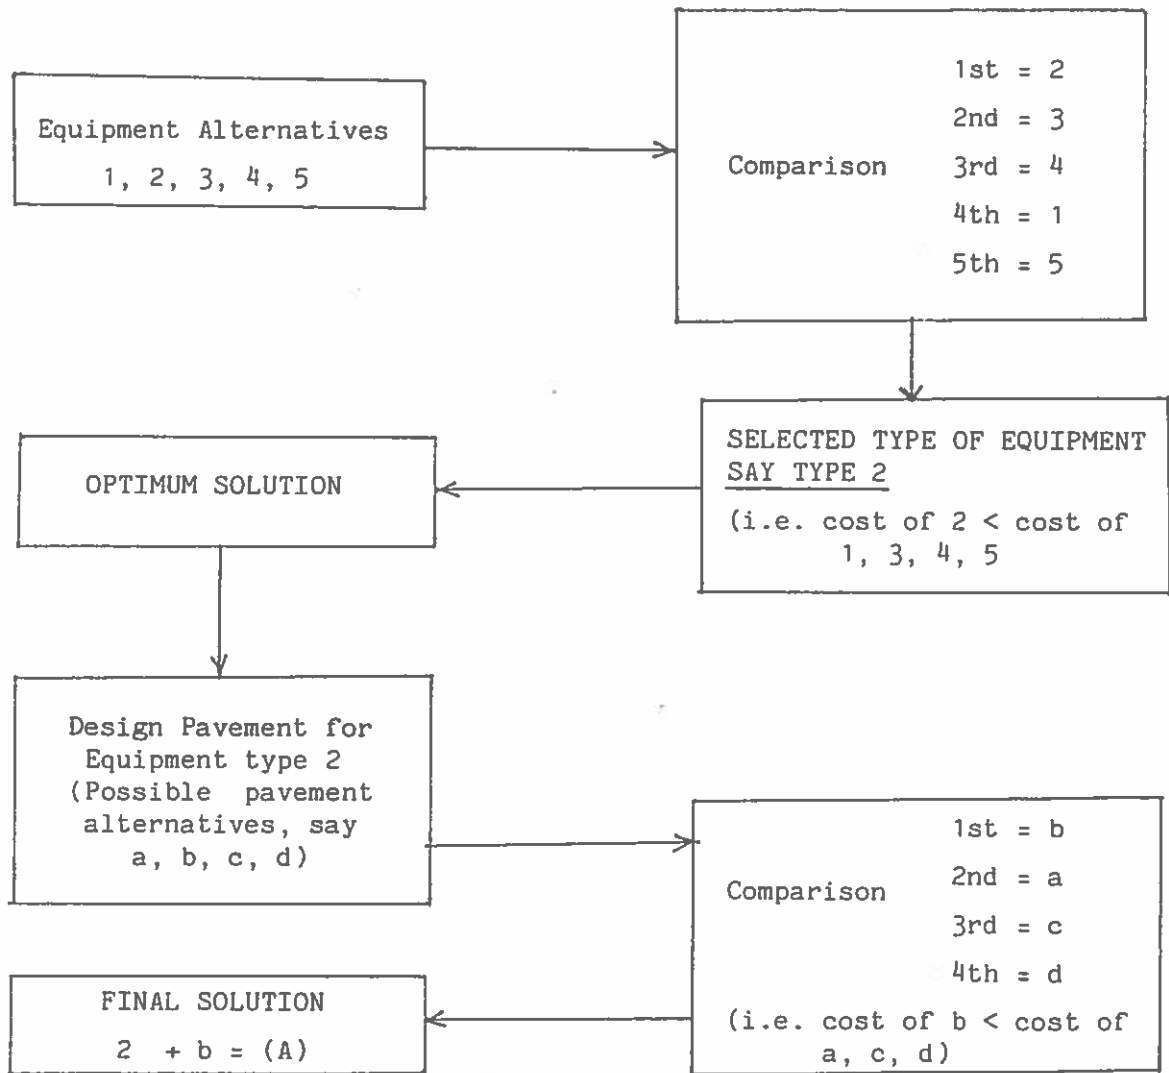 Equipment Alternatives
1, 2, 3, 4, 5
Comparison
1st = 2
2nd = 3
3rd = 4
4th = 1
5th = 5
SELECTED TYPE OF EQUIPMENT
SAY TYPE 2
(i.e. cost of 2 < cost of
1, 3, 4, 5
OPTIMUM SOLUTION
Design Pavement for
Equipment type 2
(Possible pavement
alternatives, say
a, b, c, d)
Comparison
1st = b
2nd = a
3rd = c
4th = d
(i.e. cost of b < cost of
a, c, d)
FINAL SOLUTION
2 + b = (A)